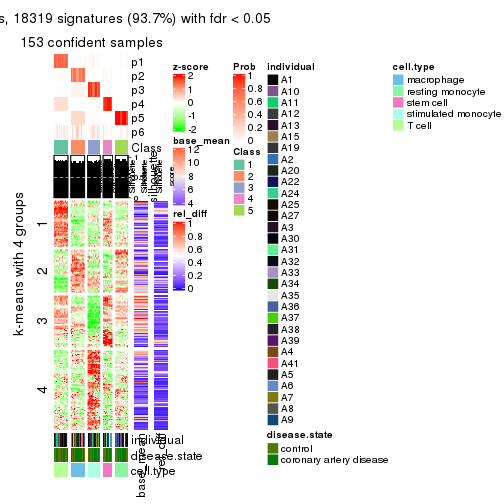 s, 18319 signatures (93.7%) with fdr < 0.05
153 confident samples
p1
p2
p3
p4
p5
p6
Class
silhouette
score
k-means with 4 groups
1
2
3
4
individual
disease.state
cell.type
base_mean
rel_diff
z-score
2
1
0
-1
-2
base_mean
12
10
8
6
4
rel_diff
1
0.8
0.6
0.4
0.2
0
Prob
1
0.8
0.6
0.4
0.2
0
Class
1
2
3
4
5
individual
A1
A10
A11
A12
A13
A15
A19
A2
A20
A22
A24
A25
A27
A3
A30
A31
A32
A33
A34
A35
A36
A37
A38
A39
A4
A41
A5
A6
A7
A8
A9
disease.state
control
coronary artery disease
cell.type
macrophage
resting monocyte
stem cell
stimulated monocyte
T cell